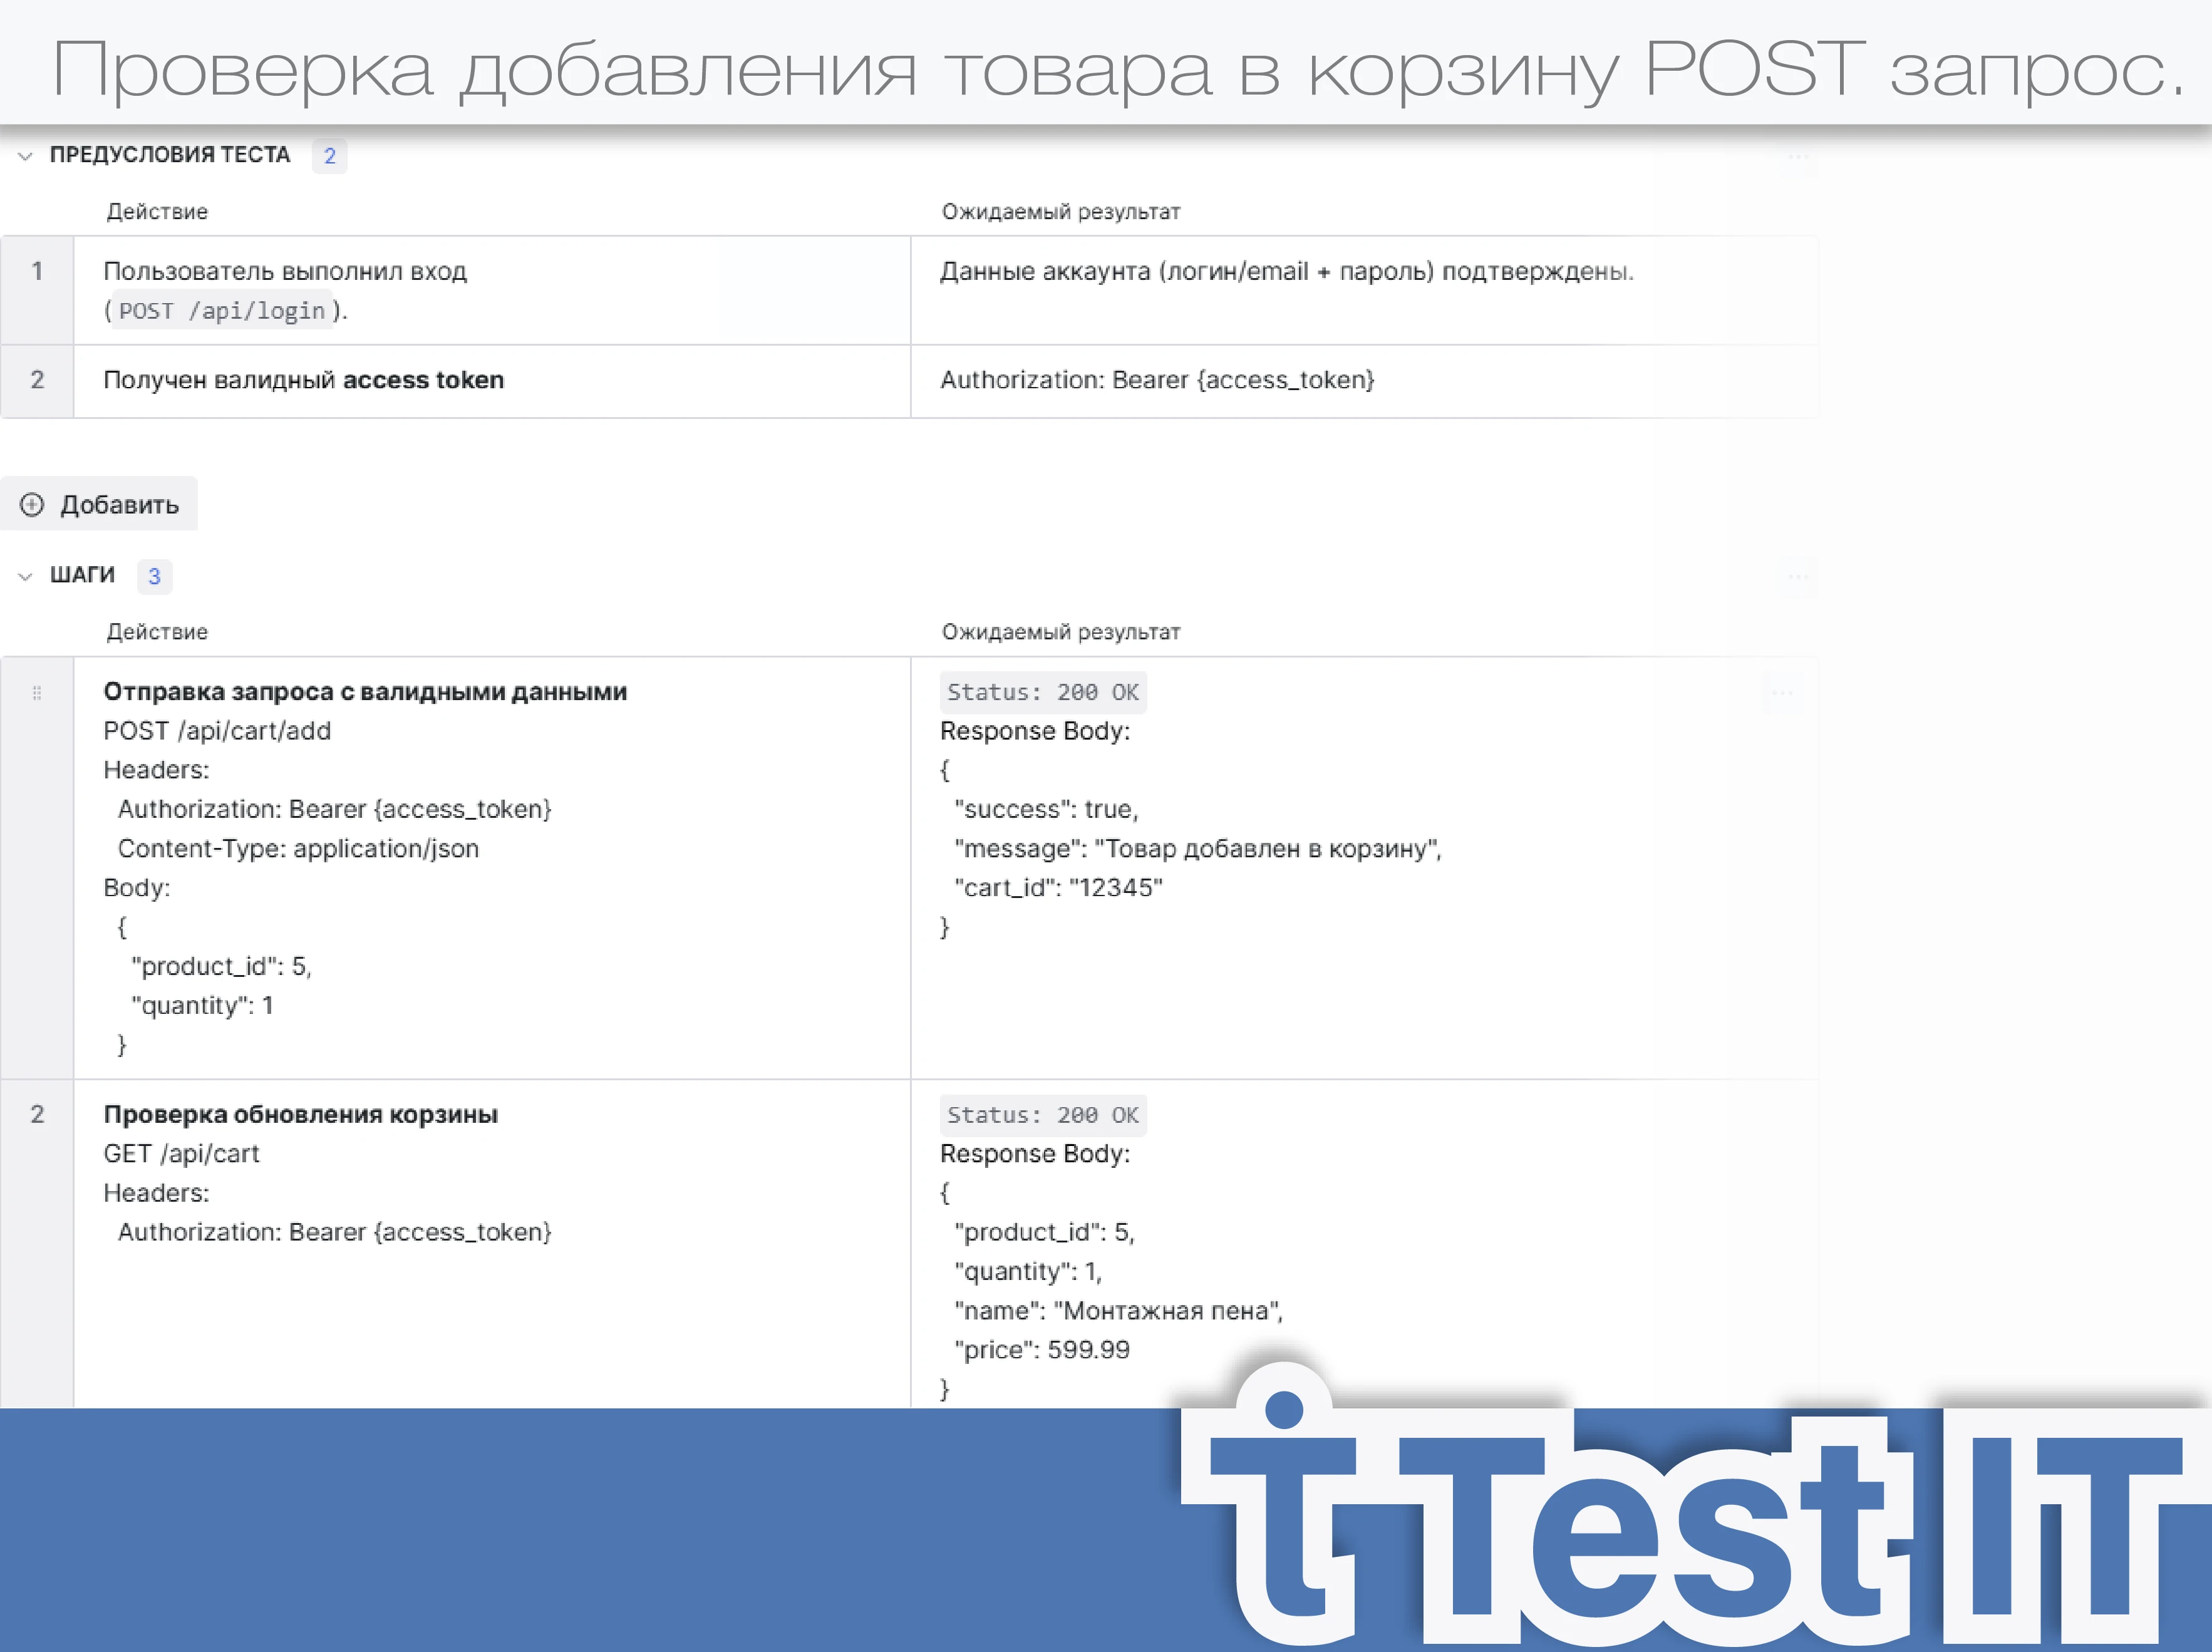 Проверка добавления товара в корзину POST запрос.
ПРЕДУСЛОВИЯ ТЕСТА 2
Действие Ожидаемый результат
1 Пользователь выполнил вход Данные аккаунта (логин/email + пароль) подтверждены.
(POST /api/login).
2 Получен валидный access token Authorization: Bearer {access_token}
Добавить
ШАГИ 3
Действие Ожидаемый результат
Отправка запроса с валидными данными
POST /api/cart/add
Headers:
Authorization: Bearer {access_token}
Content-Type: application/json
Body:
{
"product_id": 5,
"quantity": 1
}
Status: 200 OK
Response Body:
{
"success": true,
"message": "Товар добавлен в корзину",
"cart_id": "12345"
}
2 Проверка обновления корзины
GET /api/cart
Headers:
Authorization: Bearer {access_token}
Status: 200 OK
Response Body:
{
"product_id": 5,
"quantity": 1,
"name": "Монтажная пена",
"price": 599.99
}
Test IT